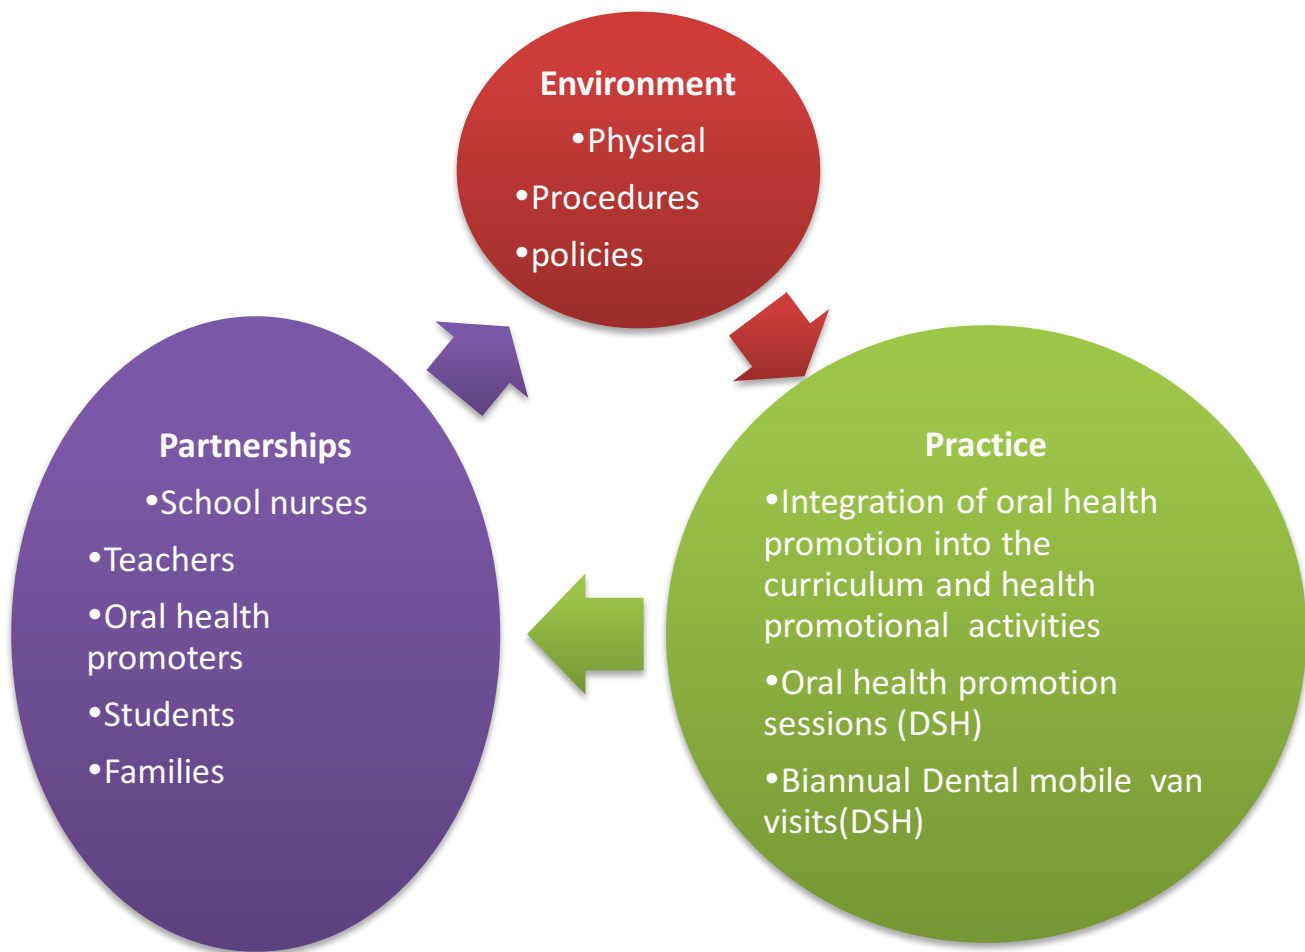 Environment
•Physical
•Procedures
•policies
Partnerships
•School nurses
•Teachers
•Oral health
promoters
•Students
•Families
Practice
•Integration of oral health
promotion into the
curriculum and health
promotional activities
•Oral health promotion
sessions (DSH)
•Biannual Dental mobile van
visits(DSH)